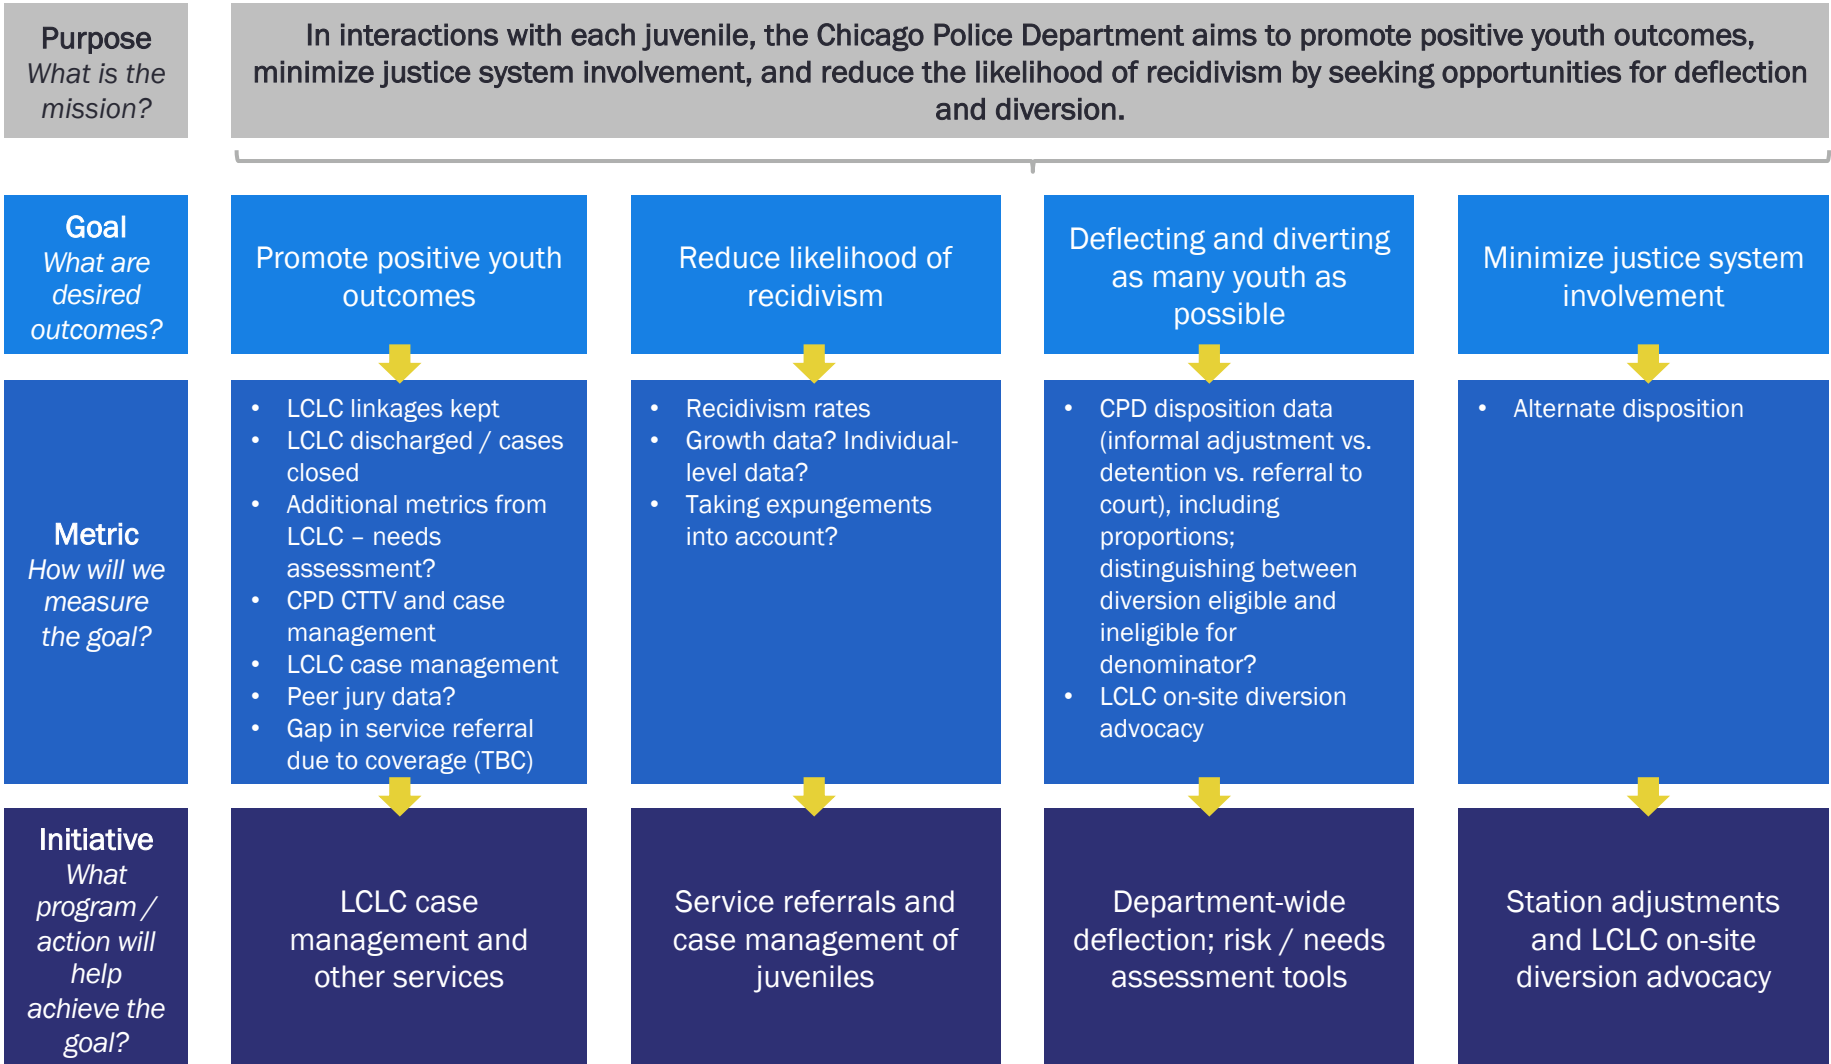 Purpose
What is the
mission?
In interactions with each juvenile, the Chicago Police Department aims to promote positive youth outcomes,
minimize justice system involvement, and reduce the likelihood of recidivism by seeking opportunities for deflection
and diversion.
Goal
What are
desired
outcomes?
Promote positive youth
outcomes
Reduce likelihood of
recidivism
Deflecting and diverting
as many youth as
possible
Minimize justice system
involvement
Metric
How will we
measure
the goal?
• LCLC linkages kept
• LCLC discharged / cases
closed
• Additional metrics from
LCLC – needs
assessment?
• CPD CTTV and case
management
• LCLC case management
• Peer jury data?
• Gap in service referral
due to coverage (TBC)
• Recidivism rates
• Growth data? Individual-
level data?
• Taking expungements
into account?
• CPD disposition data
(informal adjustment vs.
detention vs. referral to
court), including
proportions;
distinguishing between
diversion eligible and
ineligible for
denominator?
• LCLC on-site diversion
advocacy
• Alternate disposition
Initiative
What
program /
action will
help
achieve the
goal?
LCLC case
management and
other services
Service referrals and
case management of
juveniles
Department-wide
deflection; risk / needs
assessment tools
Station adjustments
and LCLC on-site
diversion advocacy